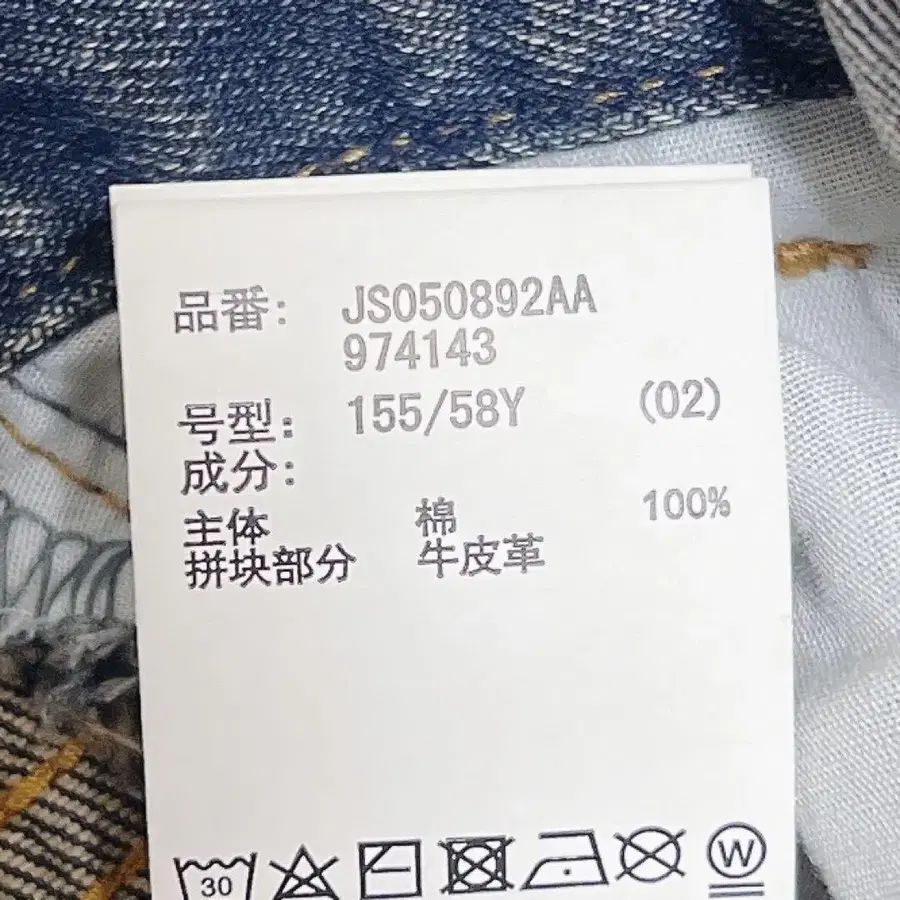 品番: JS050892AA
974143
号型: 155/58Y (02)
成分:
主体 棉 100%
拼块部分 牛皮革
30 W